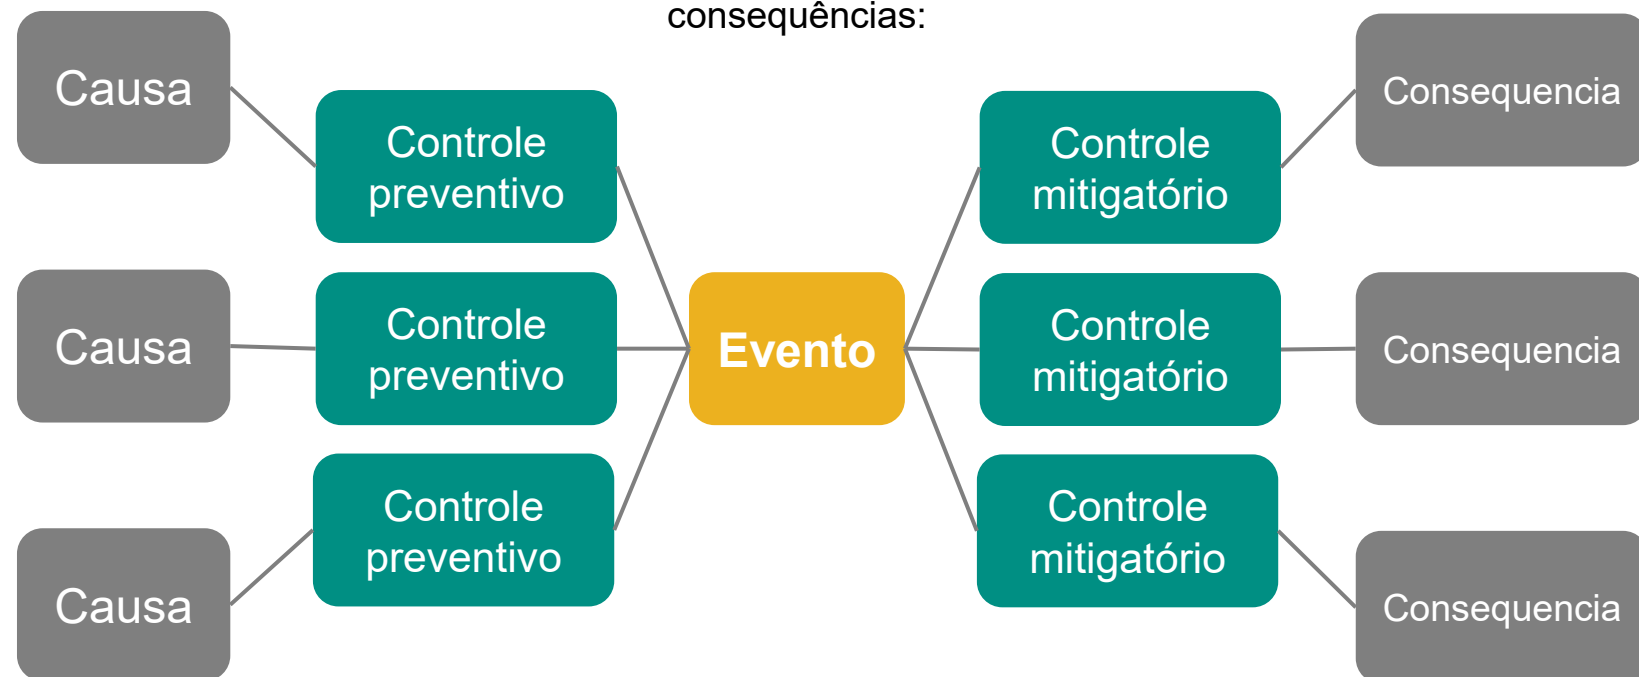 consequências:
Causa
Controle
preventivo
Controle
mitigatório
Consequencia
Causa
Controle
preventivo
Evento
Controle
mitigatório
Consequencia
Causa
Controle
preventivo
Controle
mitigatório
Consequencia